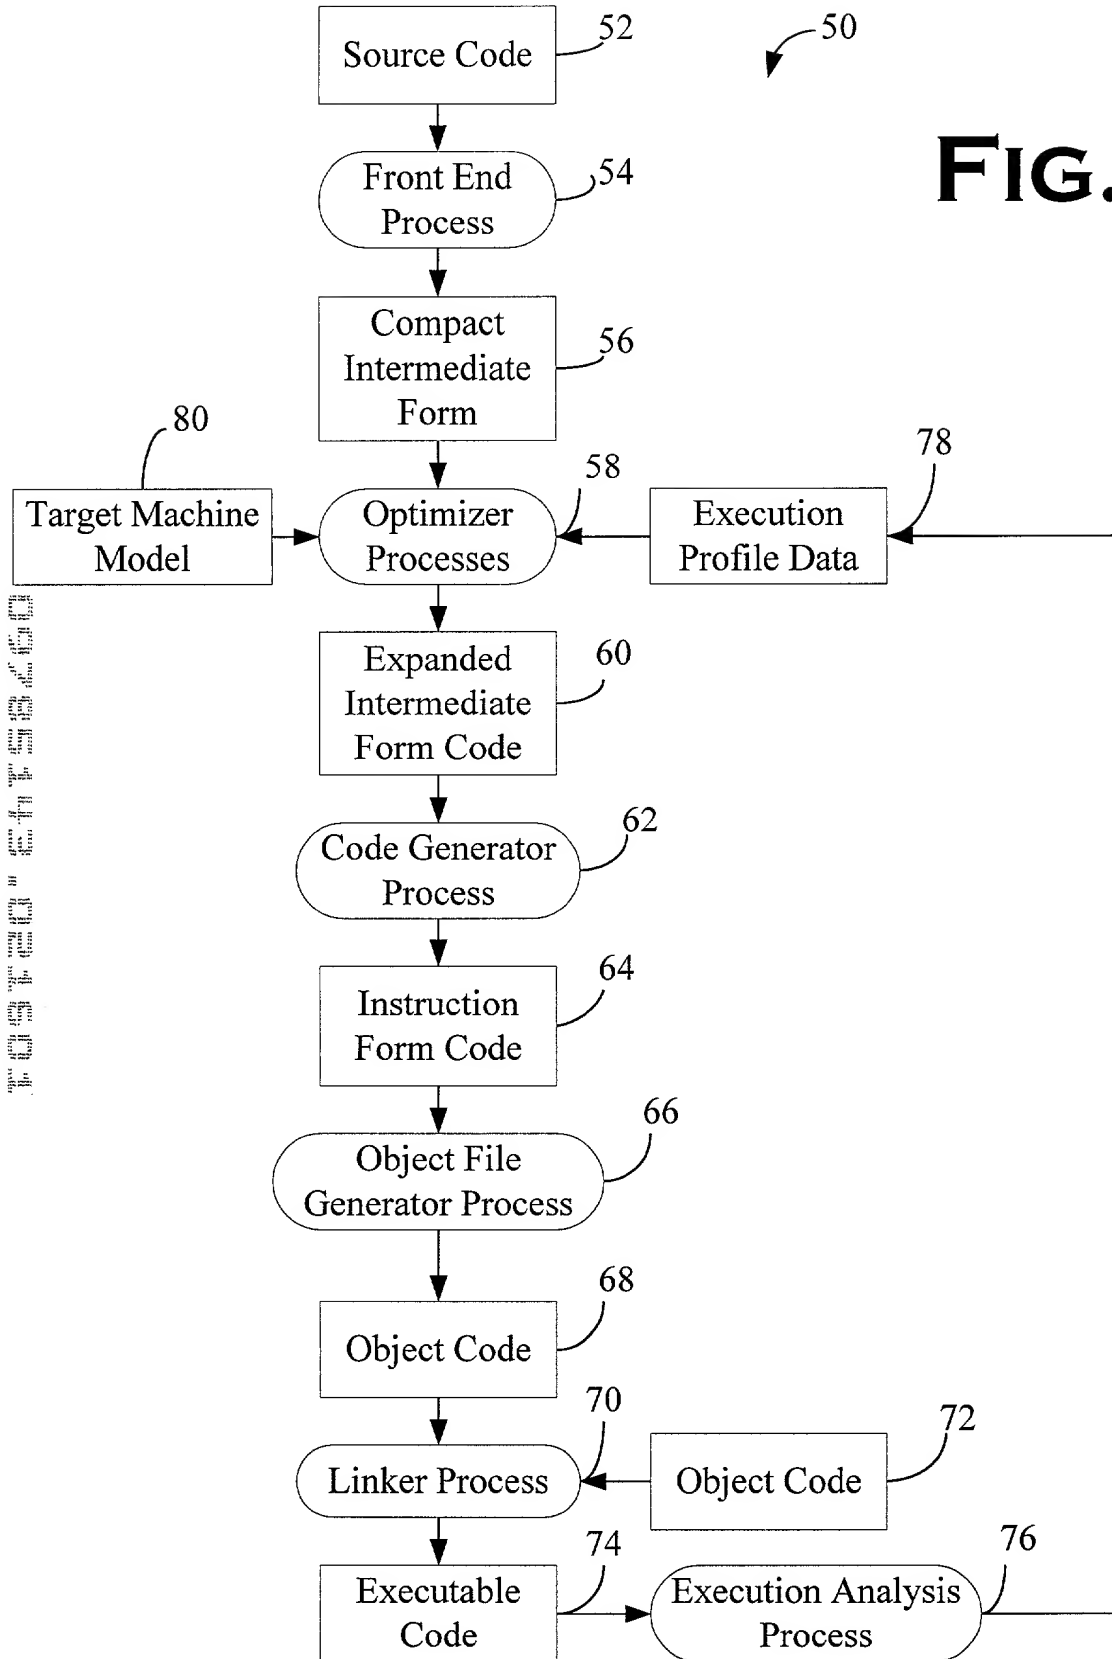 52
Source Code
50
FIG.
Front End
Process
54
Compact
Intermediate
Form
56
80
Target Machine
Model
58
Optimizer
Processes
78
Execution
Profile Data
Expanded
Intermediate
Form Code
60
Code Generator
Process
62
Instruction
Form Code
64
Object File
Generator Process
66
68
Object Code
70
Linker Process
72
Object Code
74
Executable
Code
76
Execution Analysis
Process